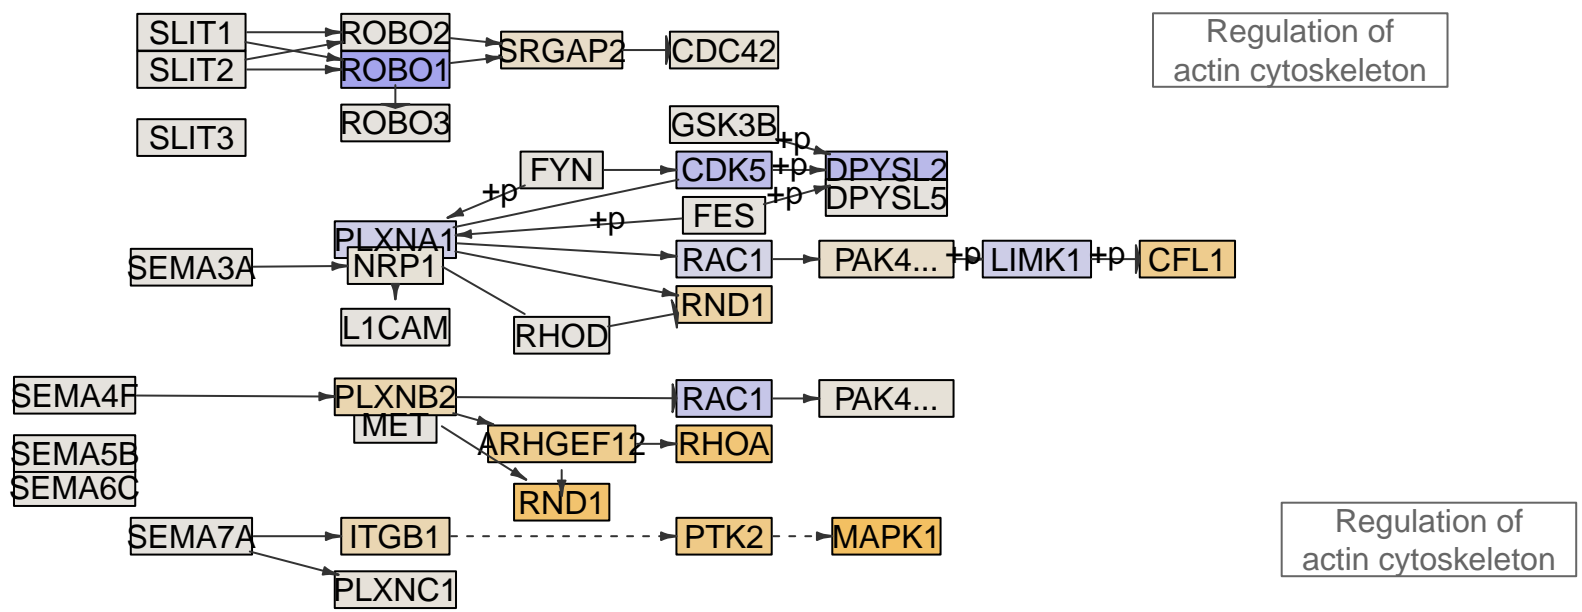 SLIT1
ROBO2
SLIT2
ROBO1
SRGAP2
CDC42
Regulation of
actin cytoskeleton
SLIT3
ROBO3
GSK3B
+p
FYN
CDK5
+p
DPYSL2
+p
FES
+p
DPYSL5
+p
PLXNA1
SEMA3A
NRP1
RAC1
PAK4...
+p
LIMK1
+p
CFL1
RND1
L1CAM
RHOD
SEMA4F
PLXNB2
RAC1
PAK4...
MET
ARHGEF12
RHOA
SEMA5B
SEMA6C
RND1
SEMA7A
ITGB1
PTK2
MAPK1
Regulation of
actin cytoskeleton
PLXNC1